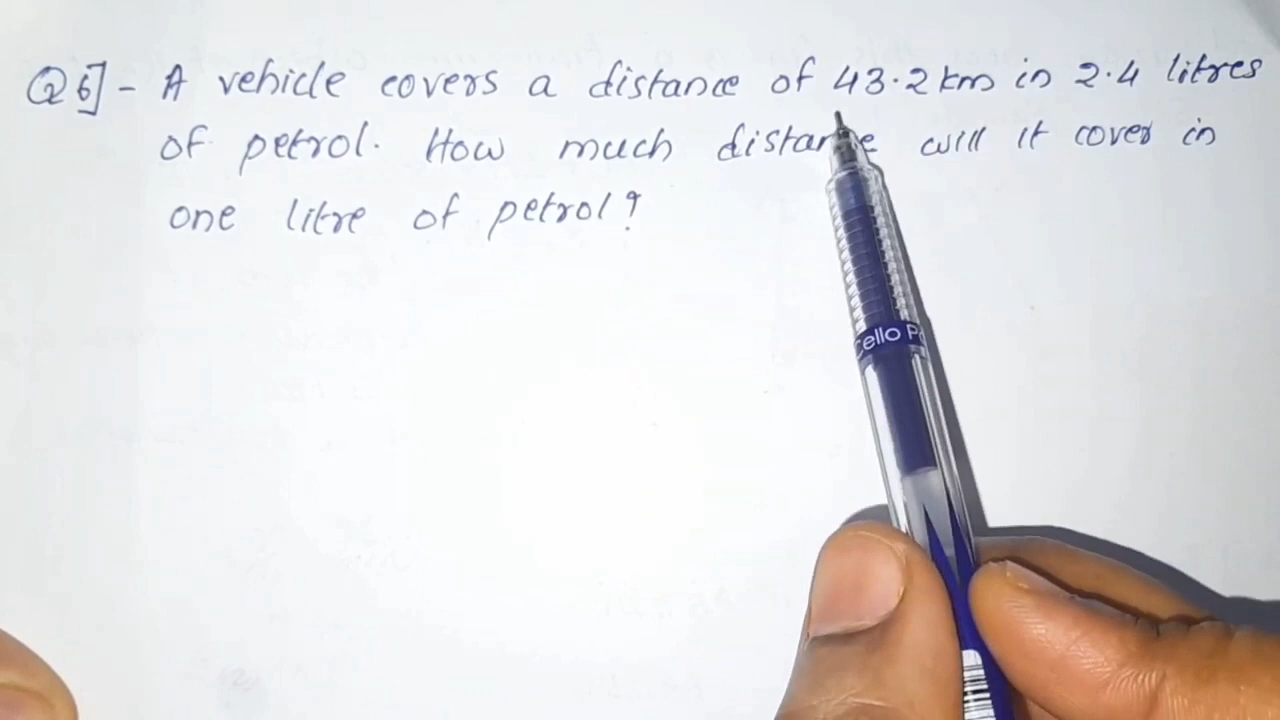 Q6] - A vehicle covers a distance of 43.2 km in 2.4 litres
of petrol. How much distance will it cover in
one litre of petrol?
Cello